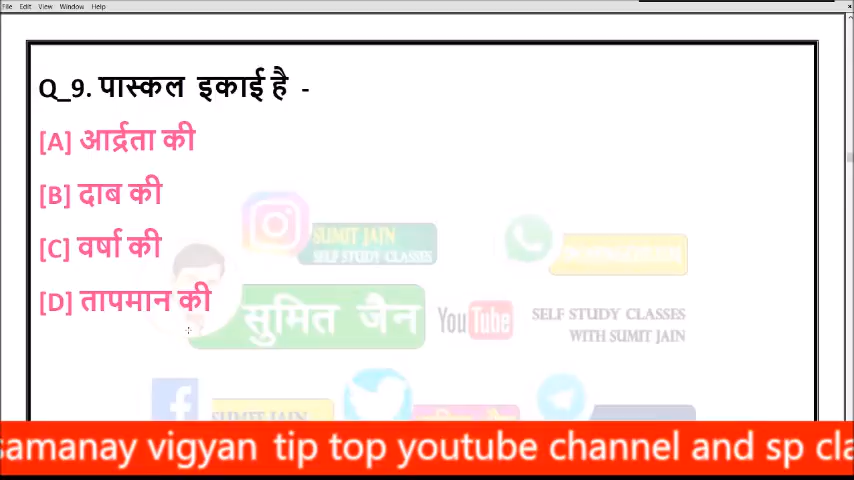 File Edit View Window Help
Q_9. पास्कल इकाई है -
[A] आर्द्रता की
[B] दाब की
[C] वर्षा की
[D] तापमान की
SUMIT JAIN
SELF STUDY CLASSES
सुमित जैन
YouTube
SELF STUDY CLASSES
WITH SUMIT JAIN
SUMIT JAIN
samanay vigyan tip top youtube channel and sp cla